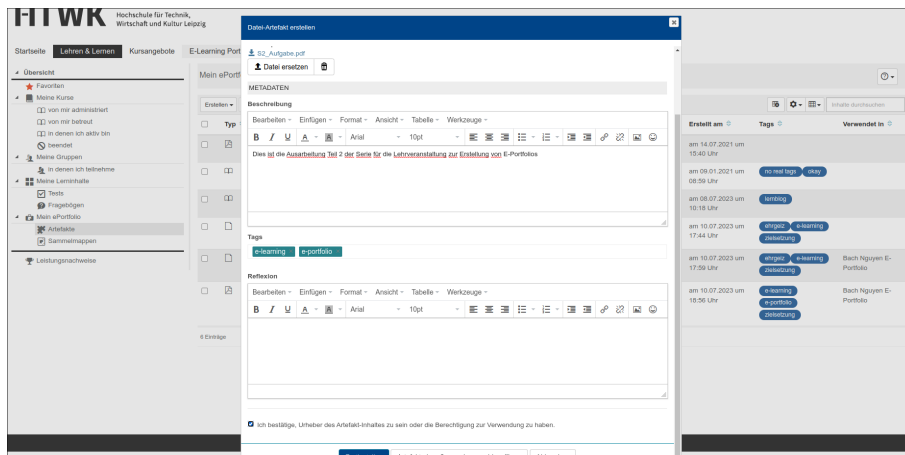 HTWK
Hochschule für Technik,
Wirtschaft und Kultur Leipzig
Startseite
Lehren & Lernen
Kursangebote
E-Learning Port
Übersicht
Favoriten
Meine Kurse
von mir administriert
von mir betreut
in denen ich aktiv bin
beendet
Meine Gruppen
in denen ich teilnehme
Meine Lerninhalte
Tests
Fragebögen
Mein ePortfolio
Artefakte
Sammelmappen
Leistungsnachweise
Mein ePortf
Erstellen
Typ
6 Einträge
Datei-Artefakt erstellen
S2_Aufgabe.pdf
Datei ersetzen
METADATEN
Beschreibung
Bearbeiten Einfügen Format Ansicht Tabelle Werkzeuge
B I U A A Arial 10pt
Dies ist die Ausarbeitung Teil 2 der Serie für die Lehrveranstaltung zur Erstellung von E-Portfolios
Tags
e-learning e-portfolio
Reflexion
Bearbeiten Einfügen Format Ansicht Tabelle Werkzeuge
B I U A A Arial 10pt
Ich bestätige, Urheber des Artefakt-Inhaltes zu sein oder die Berechtigung zur Verwendung zu haben.
Inhalte durchsuchen
Erstellt am Tags Verwendet in
am 14.07.2021 um
15:40 Uhr
am 09.01.2021 um
08:59 Uhr
no real tags okay
am 08.07.2023 um
10:18 Uhr
lernblog
am 10.07.2023 um
17:44 Uhr
ehrgeiz e-learning
zielsetzung
am 10.07.2023 um
17:59 Uhr
ehrgeiz e-learning
zielsetzung
Bach Nguyen E-
Portfolio
am 10.07.2023 um
18:56 Uhr
e-learning
e-portfolio
zielsetzung
Bach Nguyen E-
Portfolio